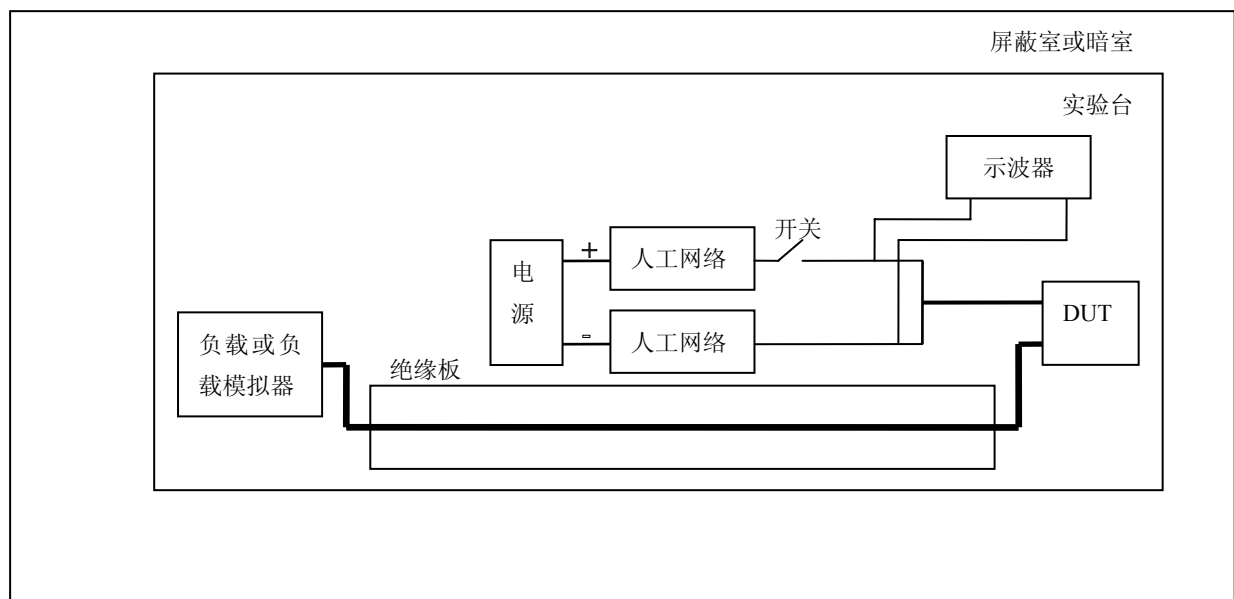 屏蔽室或暗室
实验台
示波器
开关
+
人工网络
电
源
DUT
-
人工网络
负载或负
载模拟器
绝缘板